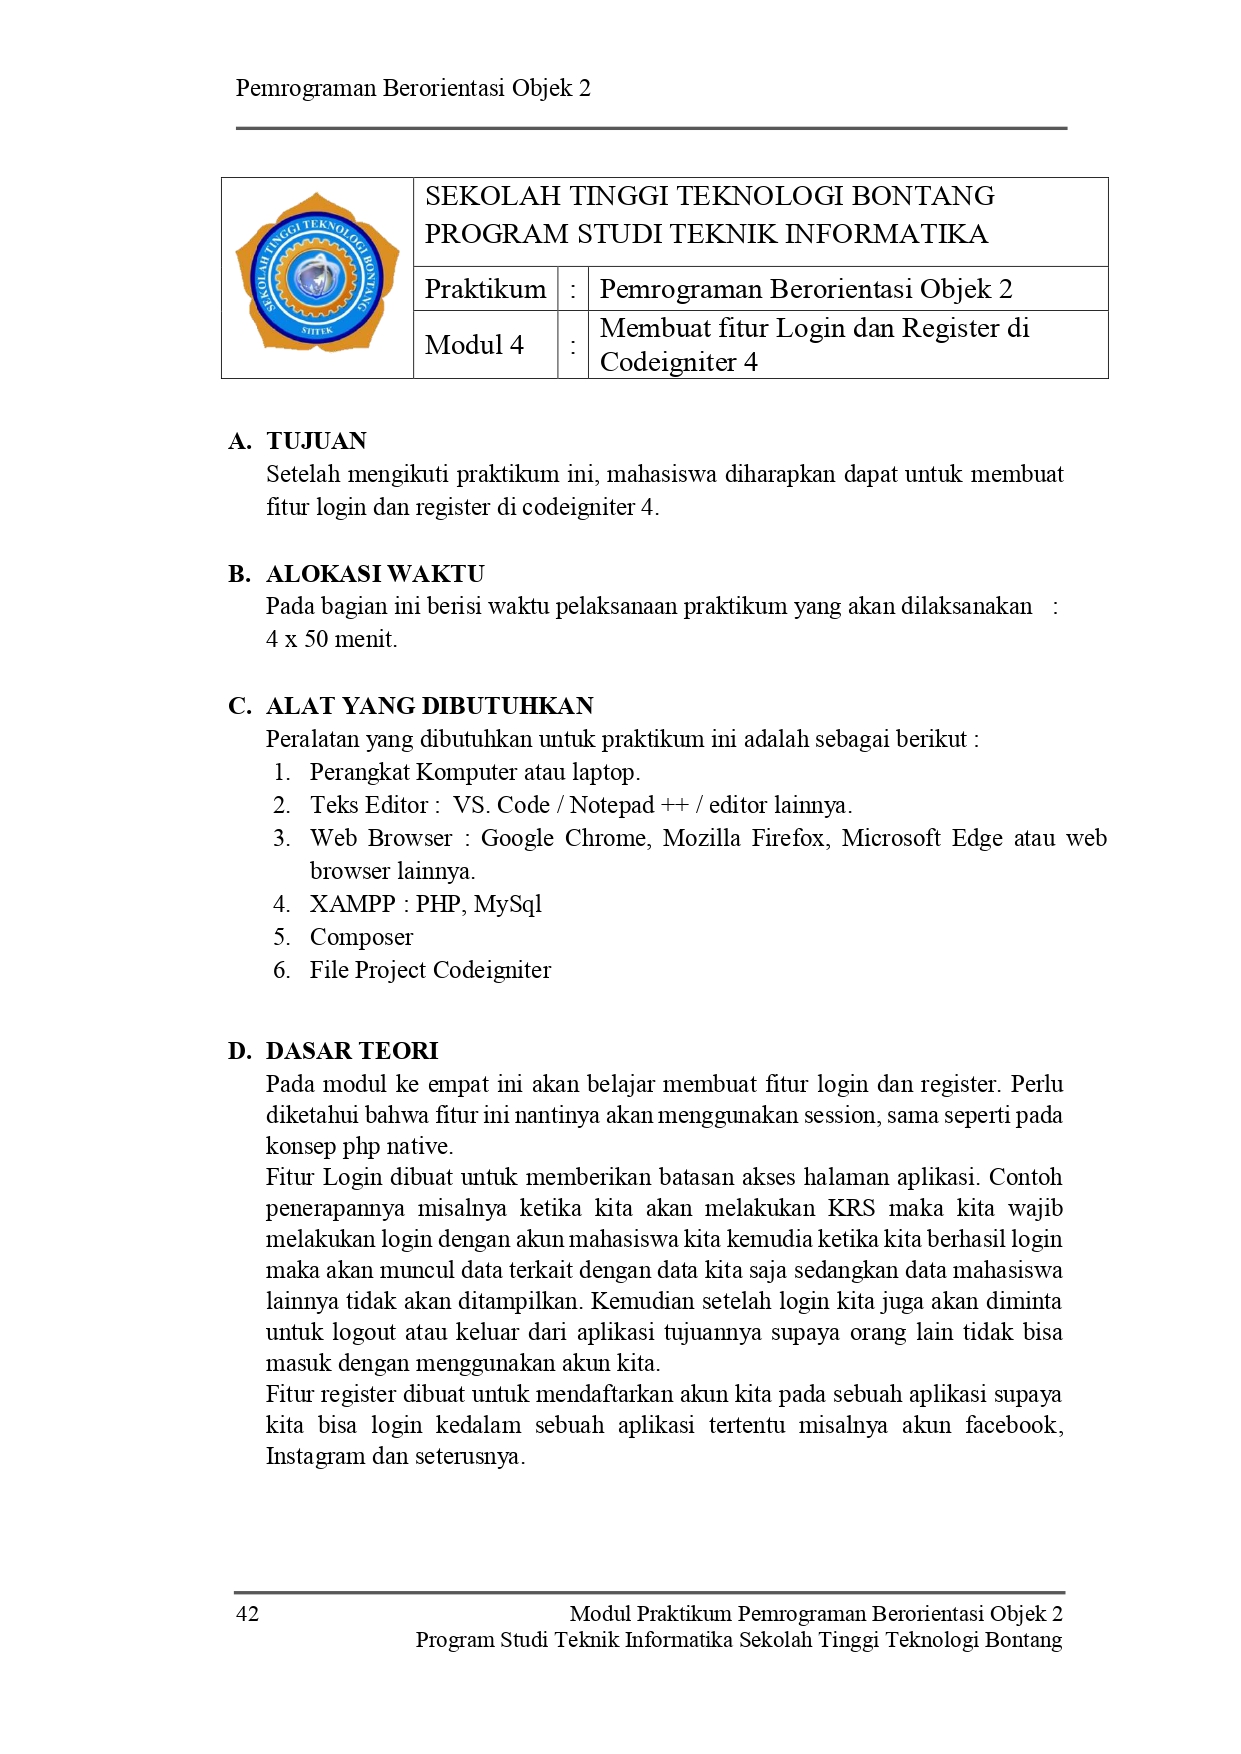 Pemrograman Berorientasi Objek 2
SEKOLAH TINGGI TEKNOLOGI BONTANG
STITEK
SEKOLAH TINGGI TEKNOLOGI BONTANG
PROGRAM STUDI TEKNIK INFORMATIKA
Praktikum : Pemrograman Berorientasi Objek 2
Modul 4 : Membuat fitur Login dan Register di
Codeigniter 4
A. TUJUAN
Setelah mengikuti praktikum ini, mahasiswa diharapkan dapat untuk membuat
fitur login dan register di codeigniter 4.
B. ALOKASI WAKTU
Pada bagian ini berisi waktu pelaksanaan praktikum yang akan dilaksanakan :
4 x 50 menit.
C. ALAT YANG DIBUTUHKAN
Peralatan yang dibutuhkan untuk praktikum ini adalah sebagai berikut :
1. Perangkat Komputer atau laptop.
2. Teks Editor : VS. Code / Notepad ++ / editor lainnya.
3. Web Browser : Google Chrome, Mozilla Firefox, Microsoft Edge atau web
browser lainnya.
4. XAMPP : PHP, MySql
5. Composer
6. File Project Codeigniter
D. DASAR TEORI
Pada modul ke empat ini akan belajar membuat fitur login dan register. Perlu
diketahui bahwa fitur ini nantinya akan menggunakan session, sama seperti pada
konsep php native.
Fitur Login dibuat untuk memberikan batasan akses halaman aplikasi. Contoh
penerapannya misalnya ketika kita akan melakukan KRS maka kita wajib
melakukan login dengan akun mahasiswa kita kemudia ketika kita berhasil login
maka akan muncul data terkait dengan data kita saja sedangkan data mahasiswa
lainnya tidak akan ditampilkan. Kemudian setelah login kita juga akan diminta
untuk logout atau keluar dari aplikasi tujuannya supaya orang lain tidak bisa
masuk dengan menggunakan akun kita.
Fitur register dibuat untuk mendaftarkan akun kita pada sebuah aplikasi supaya
kita bisa login kedalam sebuah aplikasi tertentu misalnya akun facebook,
Instagram dan seterusnya.
42 Modul Praktikum Pemrograman Berorientasi Objek 2
Program Studi Teknik Informatika Sekolah Tinggi Teknologi Bontang